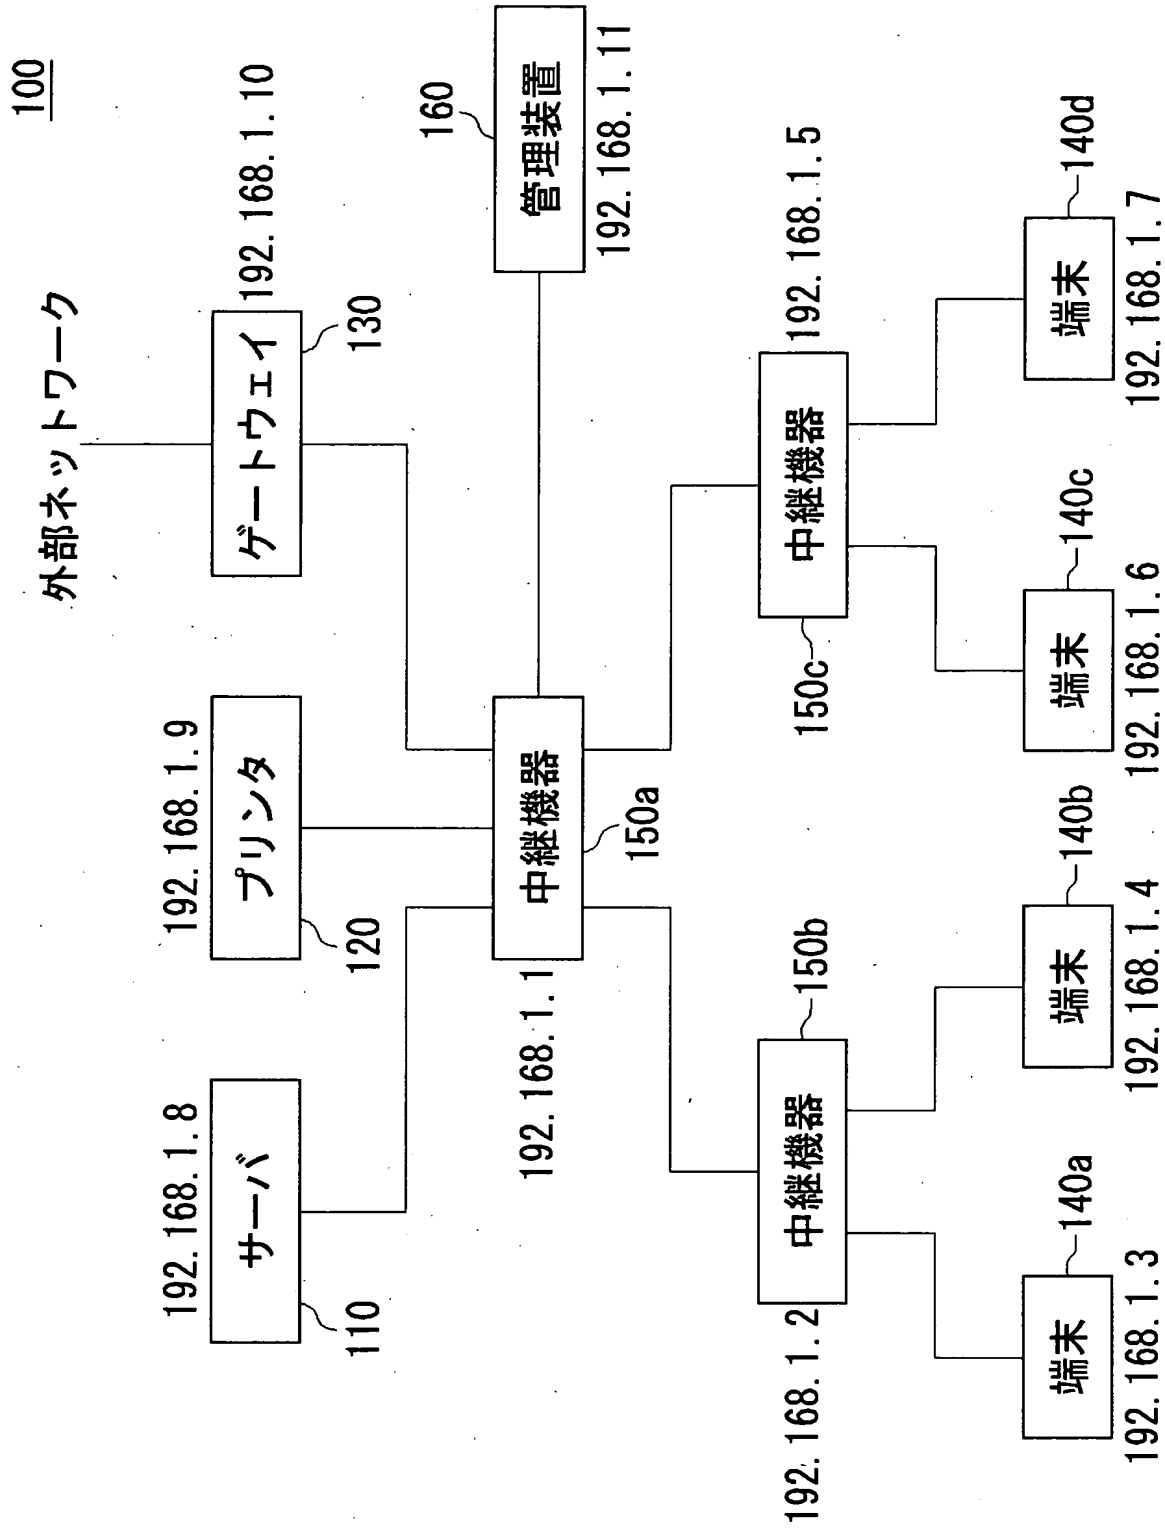 100
外部ネットワーク
192.168.1.8
サーバ
110
192.168.1.9
プリンタ
120
192.168.1.10
ゲートウェイ
130
192.168.1.1
中継機器
150a
160
管理装置
192.168.1.11
150b
中継機器
192.168.1.2
192.168.1.5
中継機器
150c
140a
端末
192.168.1.3
140b
端末
192.168.1.4
140c
端末
192.168.1.6
140d
端末
192.168.1.7